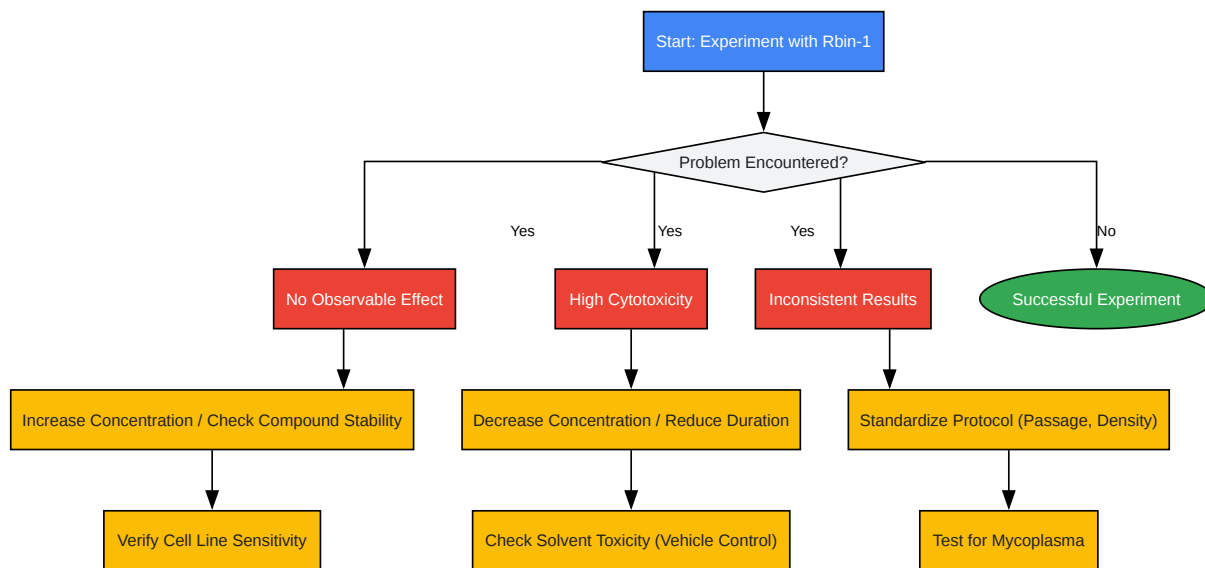 Start: Experiment with Rbin-1
Problem Encountered?
Yes
Yes
Yes
No
No Observable Effect
High Cytotoxicity
Inconsistent Results
Successful Experiment
Increase Concentration / Check Compound Stability
Decrease Concentration / Reduce Duration
Standardize Protocol (Passage, Density)
Verify Cell Line Sensitivity
Check Solvent Toxicity (Vehicle Control)
Test for Mycoplasma